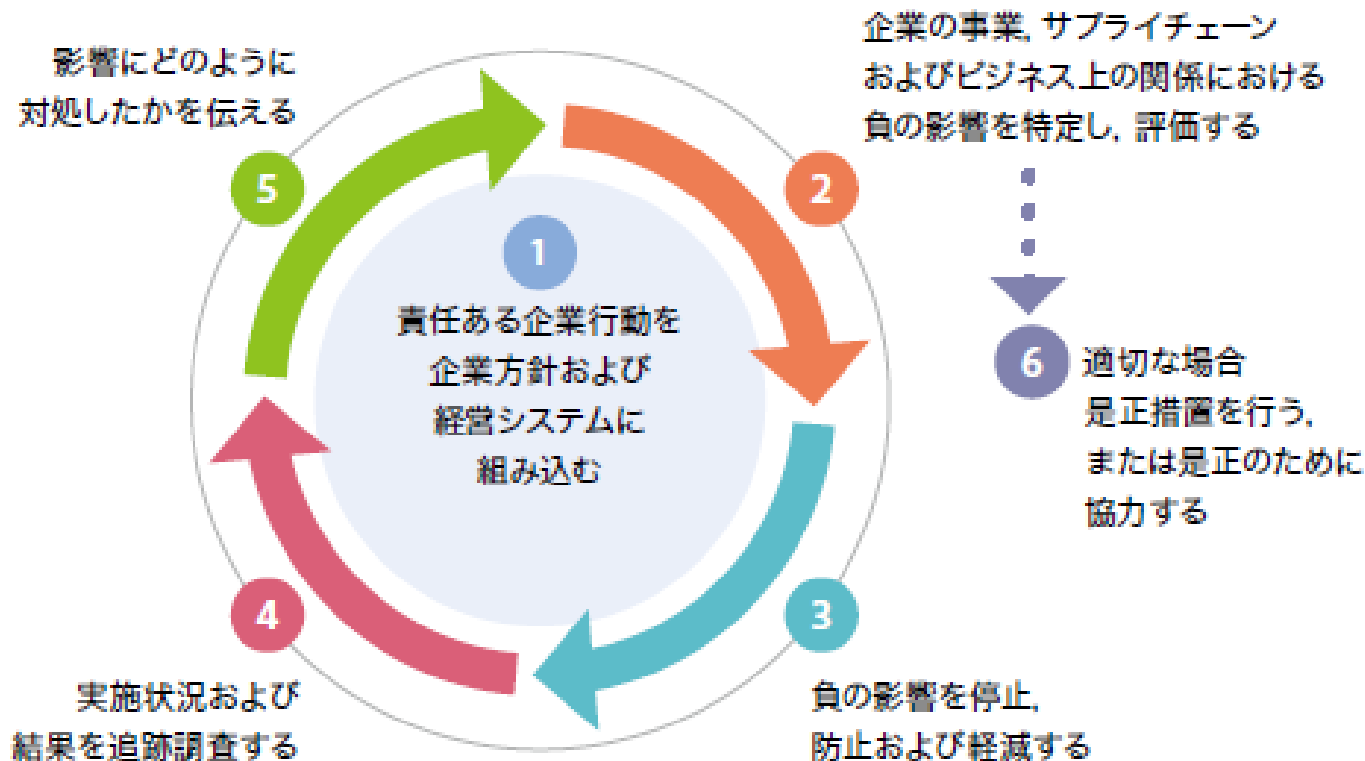 1
責任ある企業行動を
企業方針および
経営システムに
組み込む
企業の事業, サプライチェーン
およびビジネス上の関係における
負の影響を特定し, 評価する
2
負の影響を停止,
防止および軽減する
3
実施状況および
結果を追跡調査する
4
影響にどのように
対処したかを伝える
5
6 適切な場合
是正措置を行う,
または是正のために
協力する